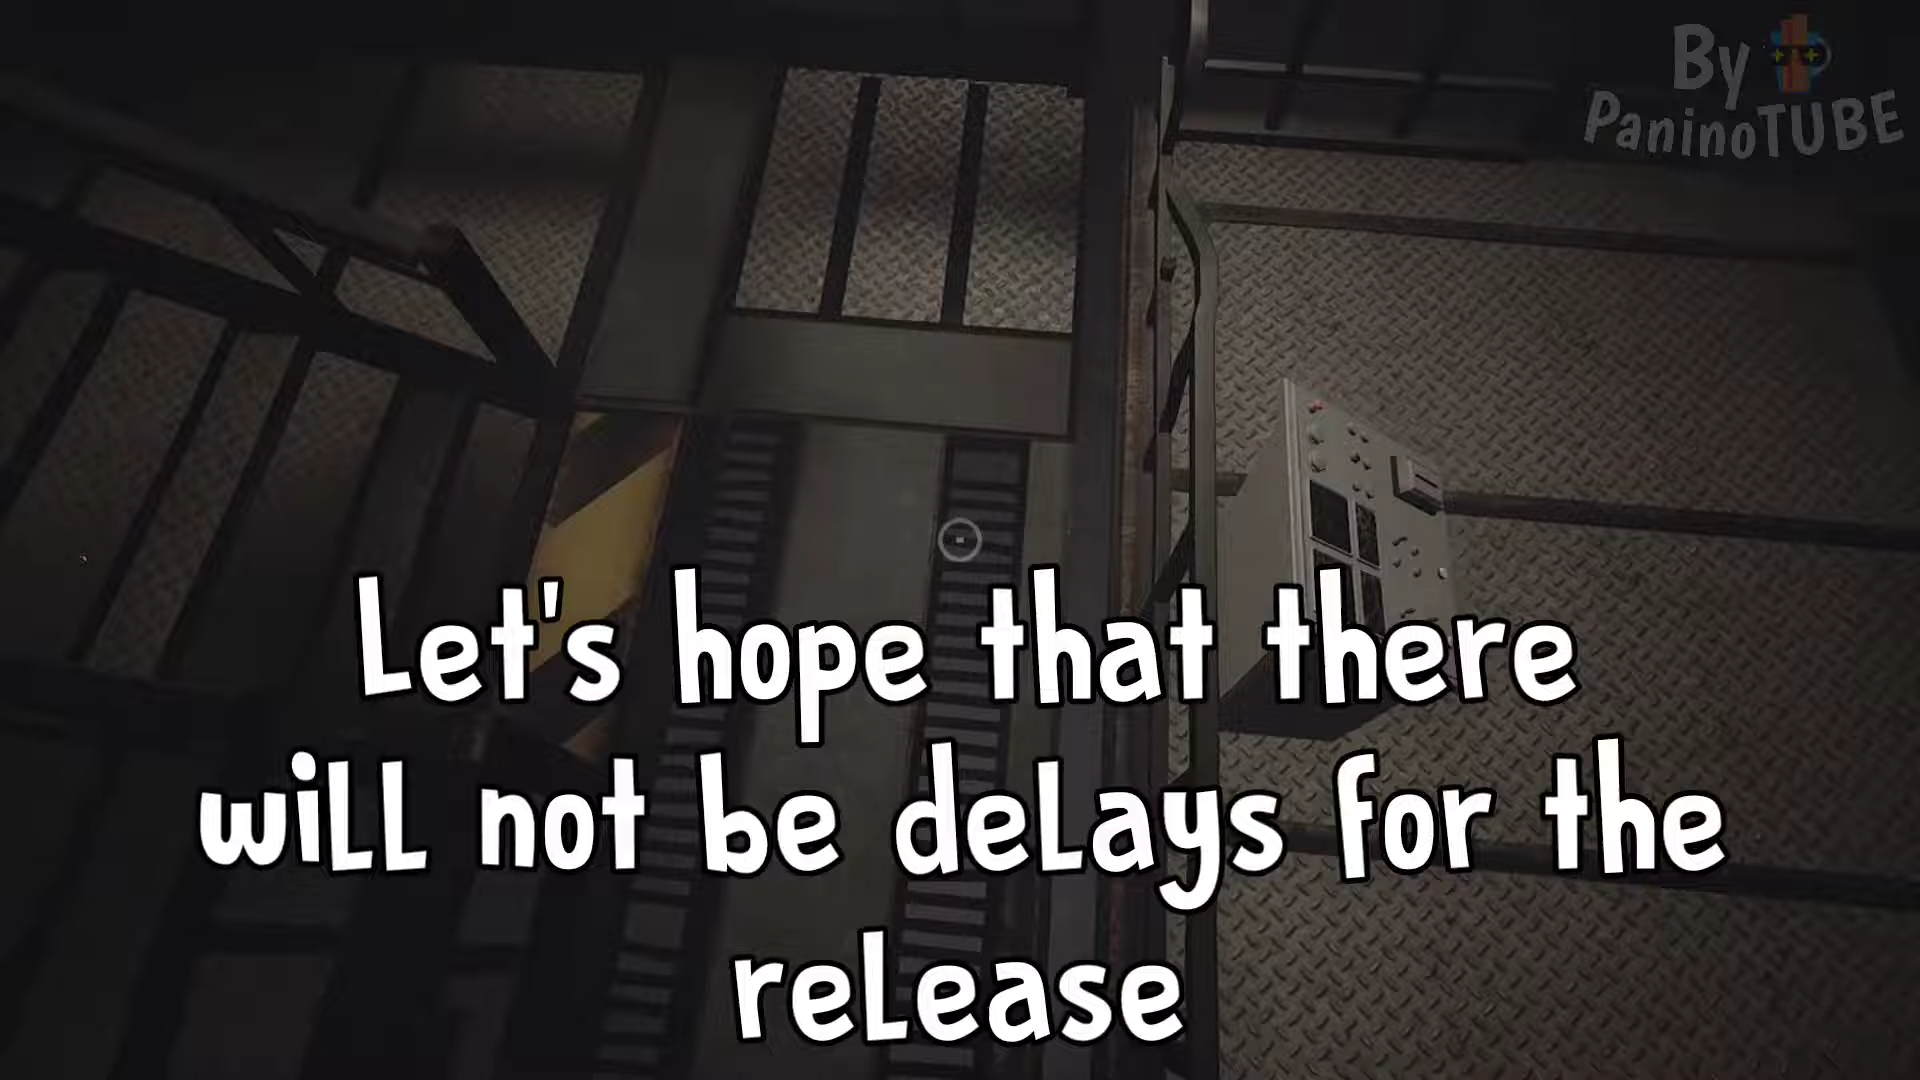 By
PaninoTUBE
Let's hope that there
will not be delays for the
release